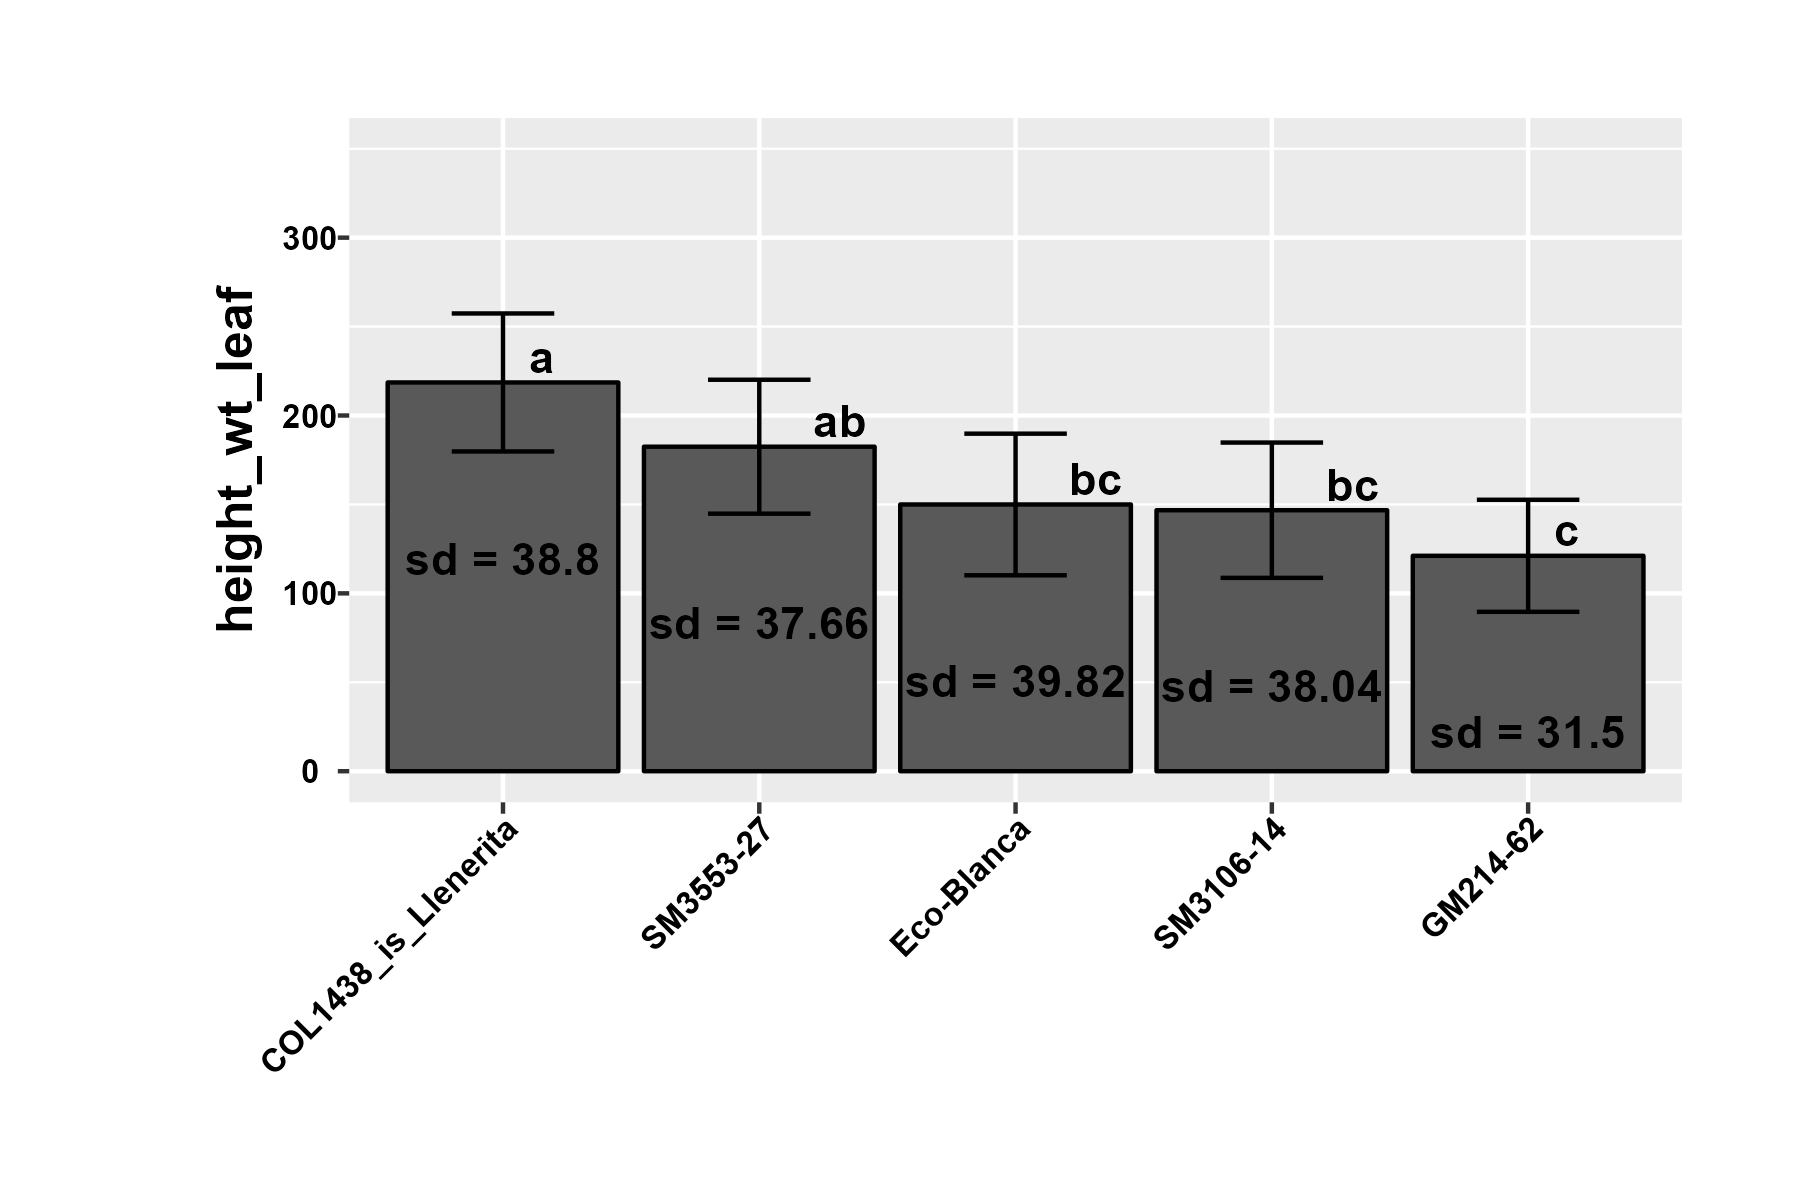 height_wt_leaf
300
200
100
0
a
ab
bc
bc
c
sd = 38.8
sd = 37.66
sd = 39.82
sd = 38.04
sd = 31.5
COL1438_is_Llenerita
SM3553-27
Eco-Blanca
SM3106-14
GM214-62